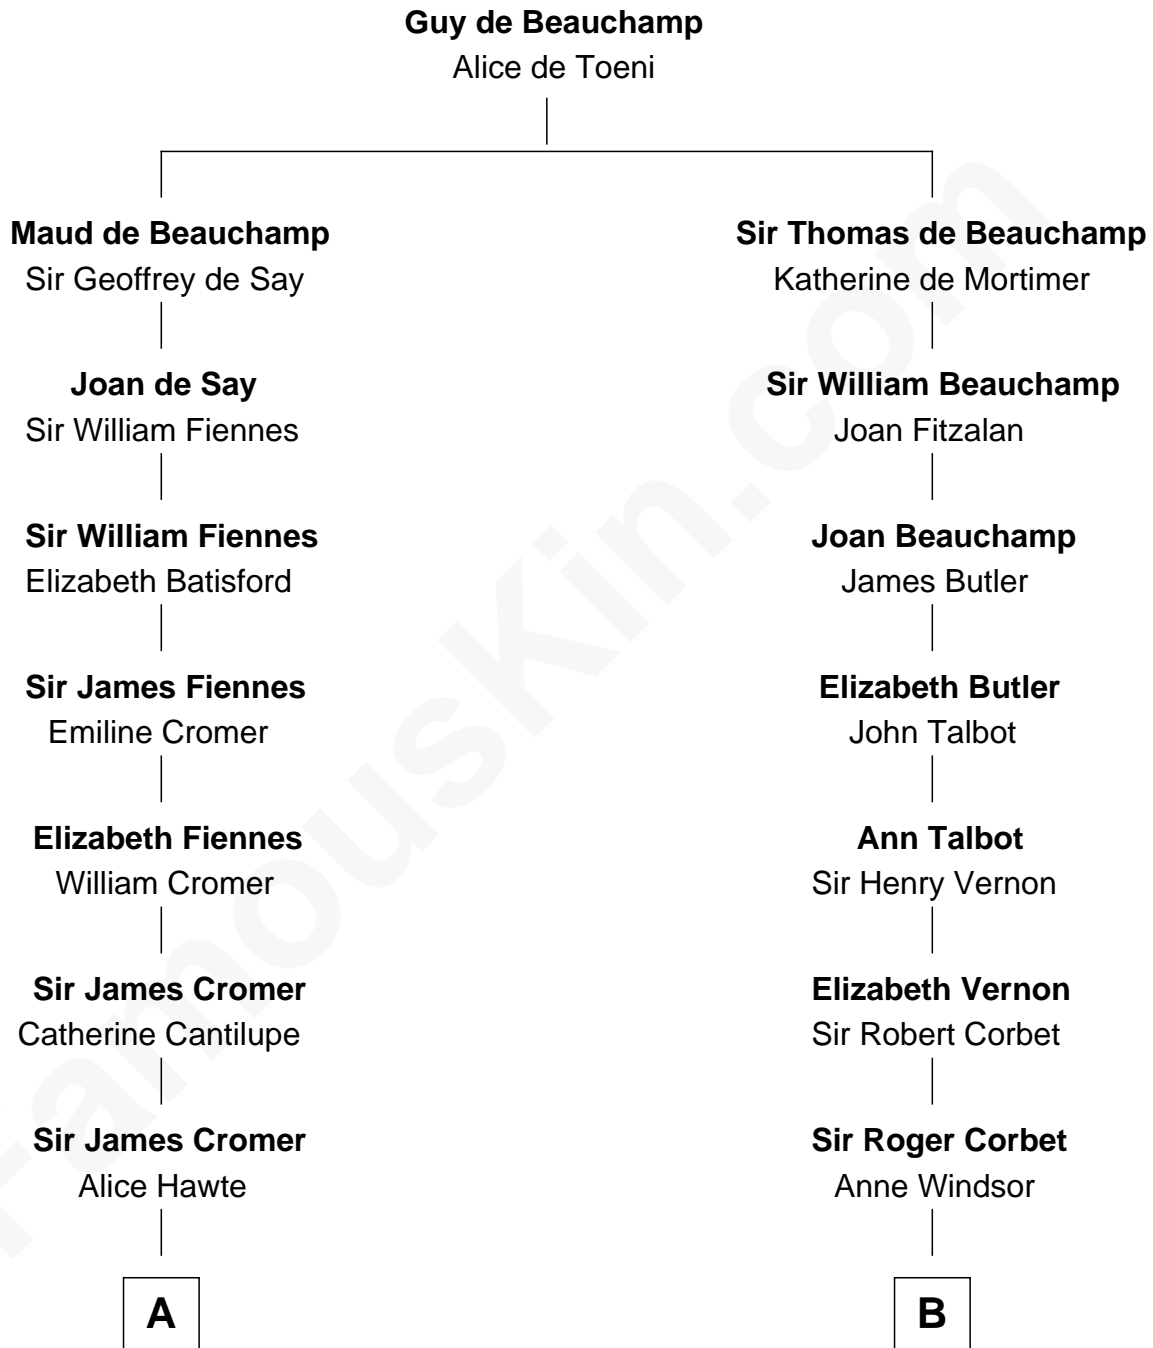 Guy de Beauchamp
Alice de Toeni
Maud de Beauchamp
Sir Geoffrey de Say
Sir Thomas de Beauchamp
Katherine de Mortimer
Joan de Say
Sir William Fiennes
Sir William Beauchamp
Joan Fitzalan
Sir William Fiennes
Elizabeth Batisford
Joan Beauchamp
James Butler
Sir James Fiennes
Emiline Cromer
Elizabeth Butler
John Talbot
Elizabeth Fiennes
William Cromer
Ann Talbot
Sir Henry Vernon
Sir James Cromer
Catherine Cantilupe
Elizabeth Vernon
Sir Robert Corbet
Sir James Cromer
Alice Hawte
Sir Roger Corbet
Anne Windsor
A
B
FamousKin.com